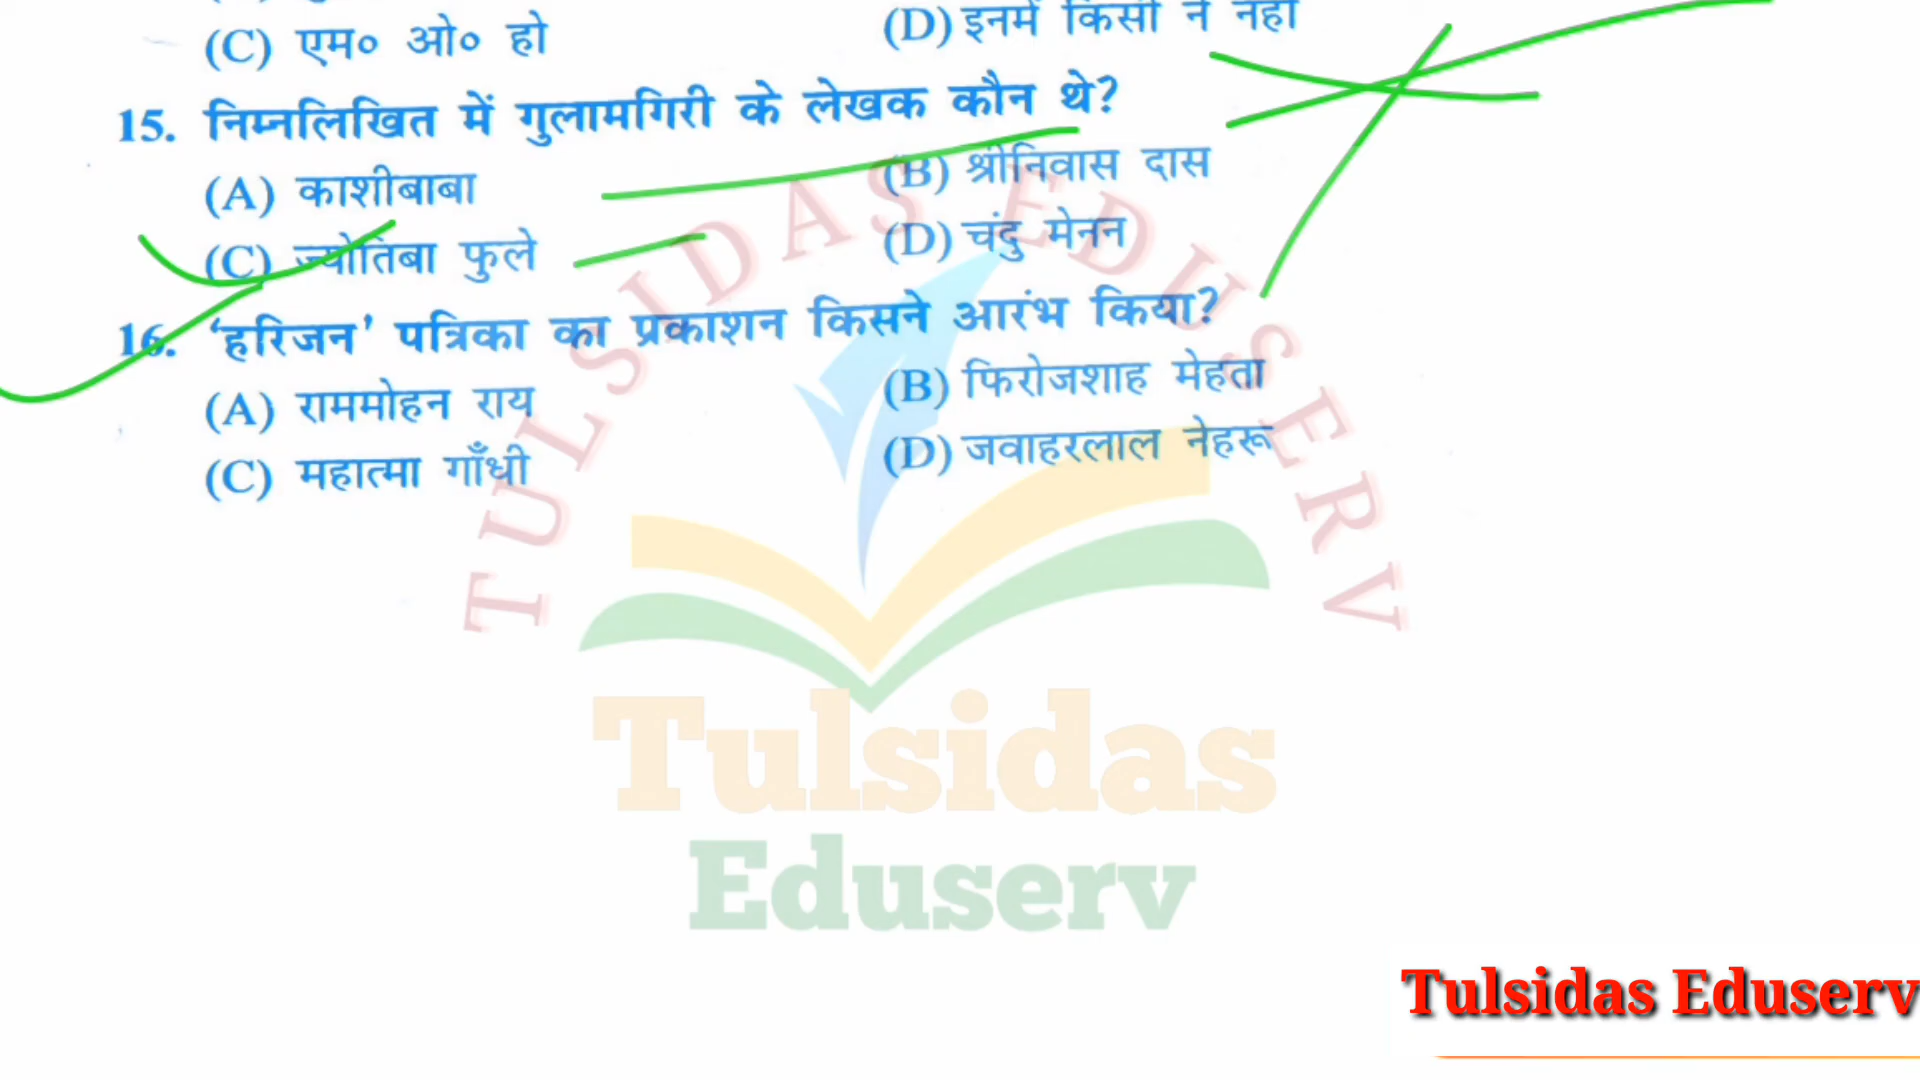 (C) एम० ओ० हो (D) इनमें किसी ने नहीं
15. निम्नलिखित में गुलामगिरी के लेखक कौन थे?
(A) काशीबाबा (B) श्रीनिवास दास
(C) ज्योतिबा फुले (D) चंदु मेनन
16. 'हरिजन' पत्रिका का प्रकाशन किसने आरंभ किया?
(A) राममोहन राय (B) फिरोजशाह मेहता
(C) महात्मा गाँधी (D) जवाहरलाल नेहरू
TULSIDAS EDUSERV
Tulsidas
Eduserv
Tulsidas Eduserv